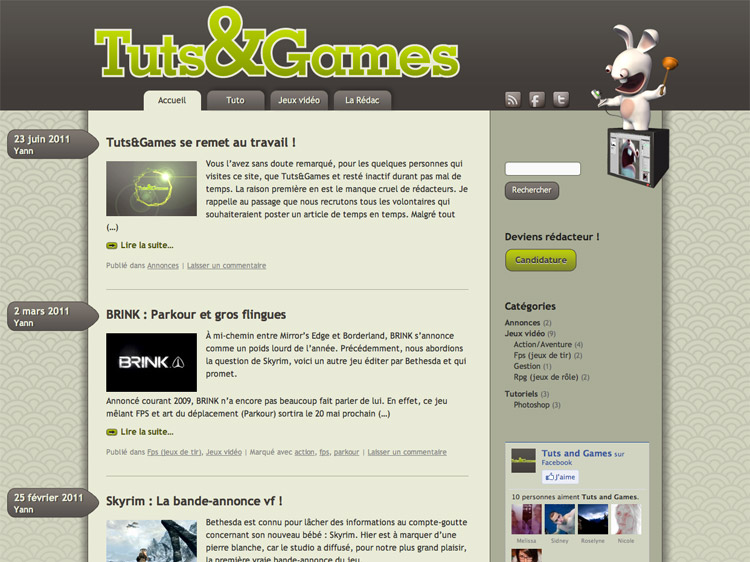 Tuts&Games
Accueil
Tuto
Jeux vidéo
La Rédac
23 juin 2011
Yann
Tuts&Games se remet au travail !
Vous l'avez sans doute remarqué, pour les quelques personnes qui
visites ce site, que Tuts&Games et resté inactif durant pas mal de
temps. La raison première en est le manque cruel de rédacteurs. Je
rappelle au passage que nous recrutons tous les volontaires qui
souhaiteraient poster un article de temps en temps. Malgré tout
(…)
Lire la suite…
Publié dans Annonces | Laisser un commentaire
2 mars 2011
Yann
BRINK : Parkour et gros flingues
BRINK
À mi-chemin entre Mirror's Edge et Borderland, BRINK s'annonce
comme un poids lourd de l'année. Précédemment, nous abordions
la question de Skyrim, voici un autre jeu éditer par Bethesda et qui
promet.
Annoncé courant 2009, BRINK n'a encore pas beaucoup fait parler de lui. En effet, ce jeu
mêlant FPS et art du déplacement (Parkour) sortira le 20 mai prochain (…)
Lire la suite…
Publié dans Fps (jeux de tir), Jeux vidéo | Marqué avec action, fps, parkour | Laisser un commentaire
25 février 2011
Yann
Skyrim : La bande-annonce vf !
Bethesda est connu pour lâcher des informations au compte-goutte
concernant son nouveau bébé : Skyrim. Hier est à marquer d'une
pierre blanche, car le studio a diffusé, pour notre plus grand plaisir,
la première vraie bande-annonce du jeu.
Rechercher
Deviens rédacteur !
Candidature
Catégories
Annonces (2)
Jeux vidéo (9)
Action/Aventure (4)
Fps (jeux de tir) (2)
Gestion (1)
Rpg (jeux de rôle) (2)
Tutoriels (3)
Photoshop (3)
Tuts and Games sur
Facebook
J'aime
10 personnes aiment Tuts and Games.
Melissa
Sidney
Roselyne
Nicole